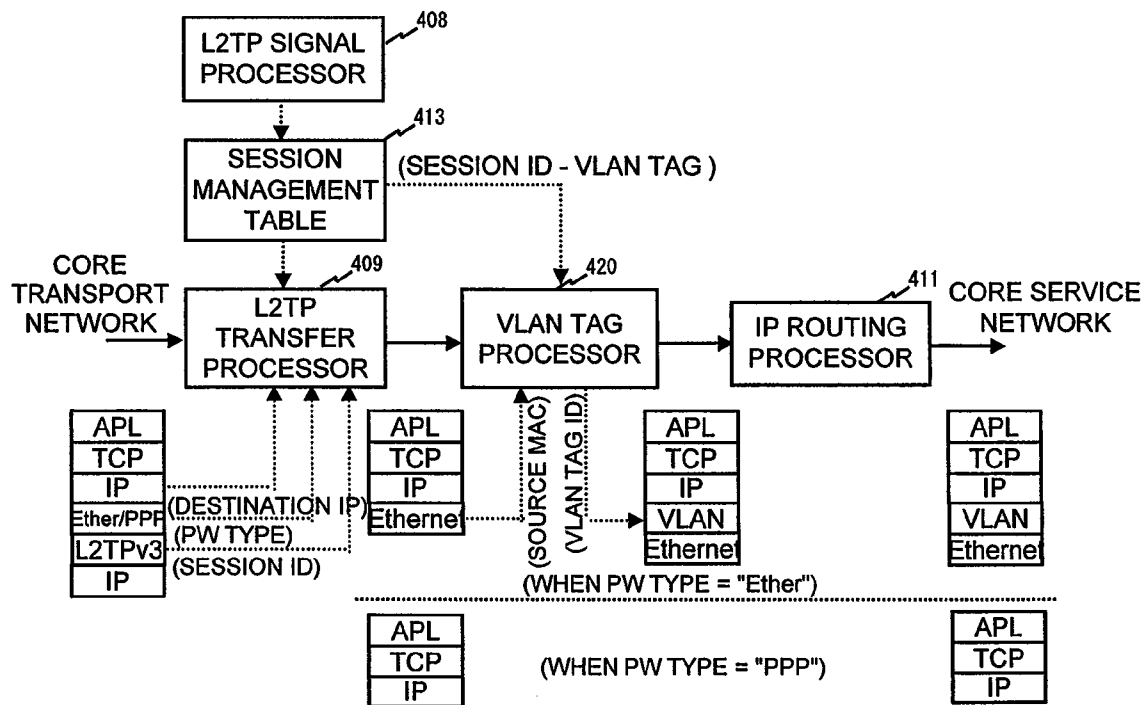 408
L2TP SIGNAL
PROCESSOR
413
SESSION
MANAGEMENT
TABLE
(SESSION ID - VLAN TAG )
CORE
TRANSPORT
NETWORK
409
L2TP
TRANSFER
PROCESSOR
420
VLAN TAG
PROCESSOR
411
IP ROUTING
PROCESSOR
CORE SERVICE
NETWORK
APL
TCP
IP
Ether/PPP
L2TPv3
IP
(DESTINATION IP)
(PW TYPE)
(SESSION ID)
APL
TCP
IP
Ethernet
(SOURCE MAC)
(VLAN TAG ID)
APL
TCP
IP
VLAN
Ethernet
APL
TCP
IP
VLAN
Ethernet
(WHEN PW TYPE = "Ether")
APL
TCP
IP
(WHEN PW TYPE = "PPP")
APL
TCP
IP